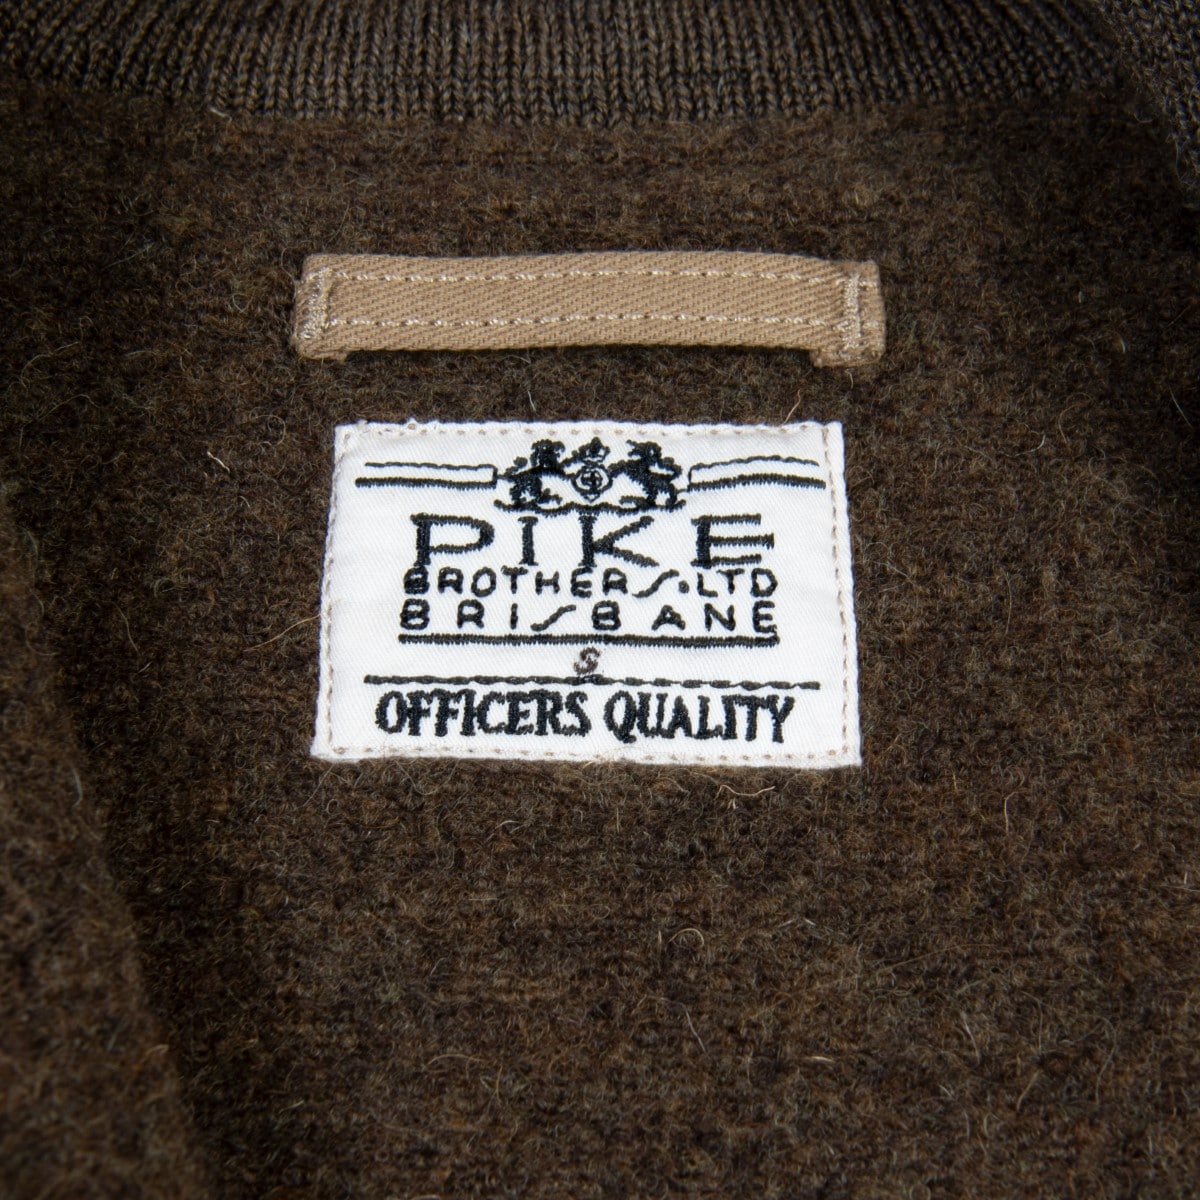 PIKE
BROTHERS. LTD
BRISBANE
S
OFFICERS QUALITY